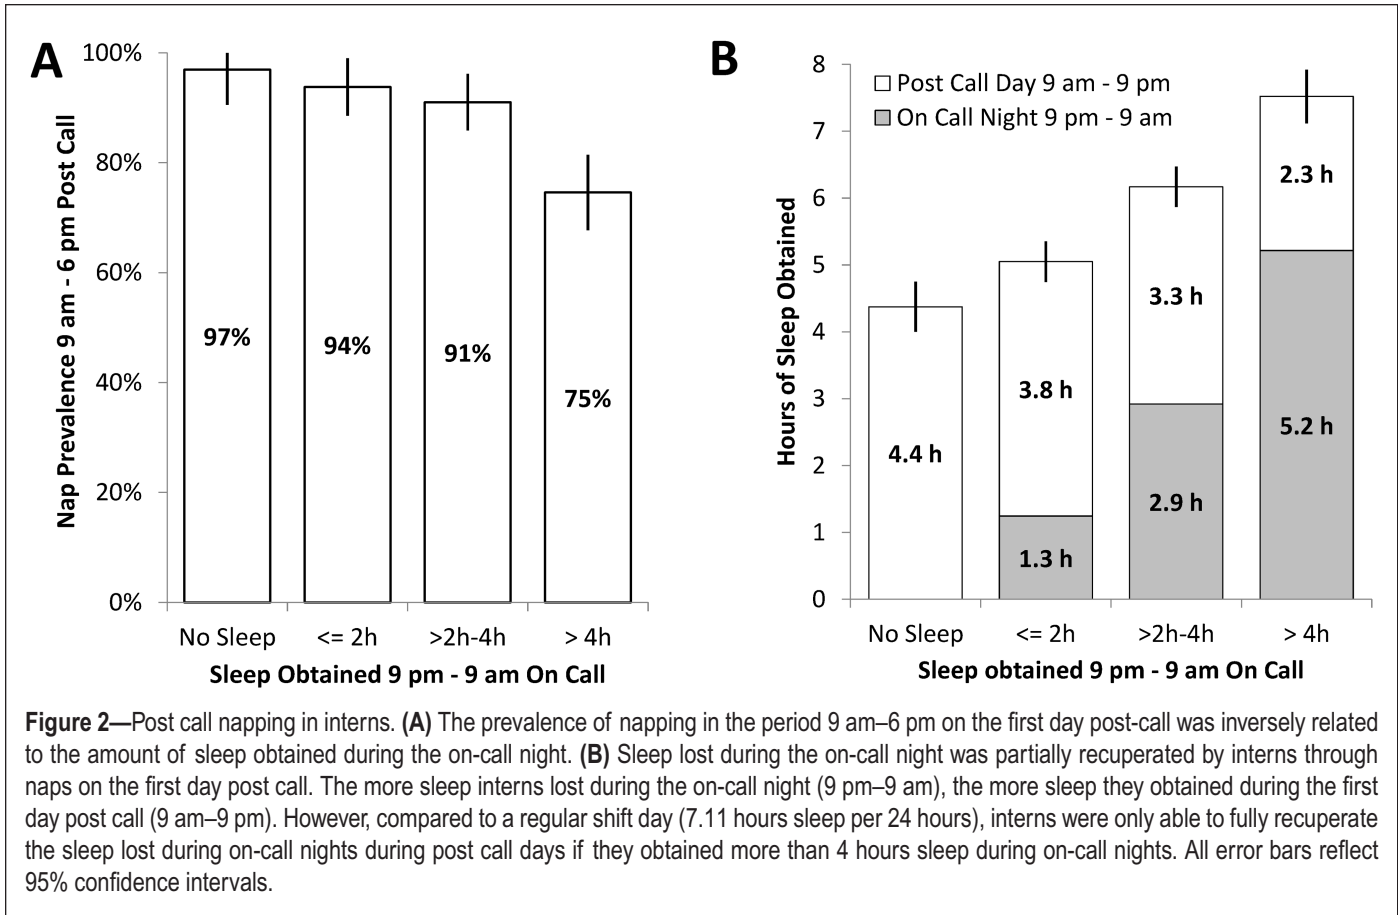 A
100%
80%
60%
40%
20%
0%
Nap Prevalence 9 am - 6 pm Post Call
97%
94%
91%
75%
No Sleep
<= 2h
>2h-4h
> 4h
Sleep Obtained 9 pm - 9 am On Call
B
8
7
6
5
4
3
2
1
0
Hours of Sleep Obtained
Post Call Day 9 am - 9 pm
On Call Night 9 pm - 9 am
4.4 h
3.8 h
1.3 h
3.3 h
2.9 h
2.3 h
5.2 h
No Sleep
<= 2h
>2h-4h
> 4h
Sleep obtained 9 pm - 9 am On Call
Figure 2—Post call napping in interns. (A) The prevalence of napping in the period 9 am–6 pm on the first day post-call was inversely related
to the amount of sleep obtained during the on-call night. (B) Sleep lost during the on-call night was partially recuperated by interns through
naps on the first day post call. The more sleep interns lost during the on-call night (9 pm–9 am), the more sleep they obtained during the first
day post call (9 am–9 pm). However, compared to a regular shift day (7.11 hours sleep per 24 hours), interns were only able to fully recuperate
the sleep lost during on-call nights during post call days if they obtained more than 4 hours sleep during on-call nights. All error bars reflect
95% confidence intervals.